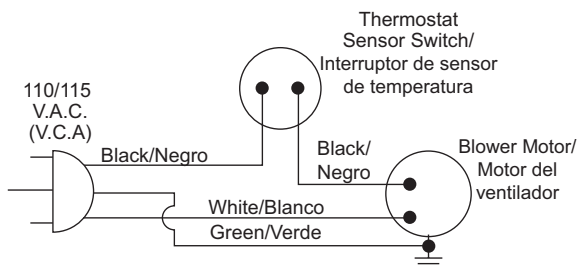 Thermostat
Sensor Switch/
Interruptor de sensor
de temperatura
110/115
V.A.C.
(V.C.A)
Black/Negro
Black/
Negro
Blower Motor/
Motor del
ventilador
White/Blanco
Green/Verde